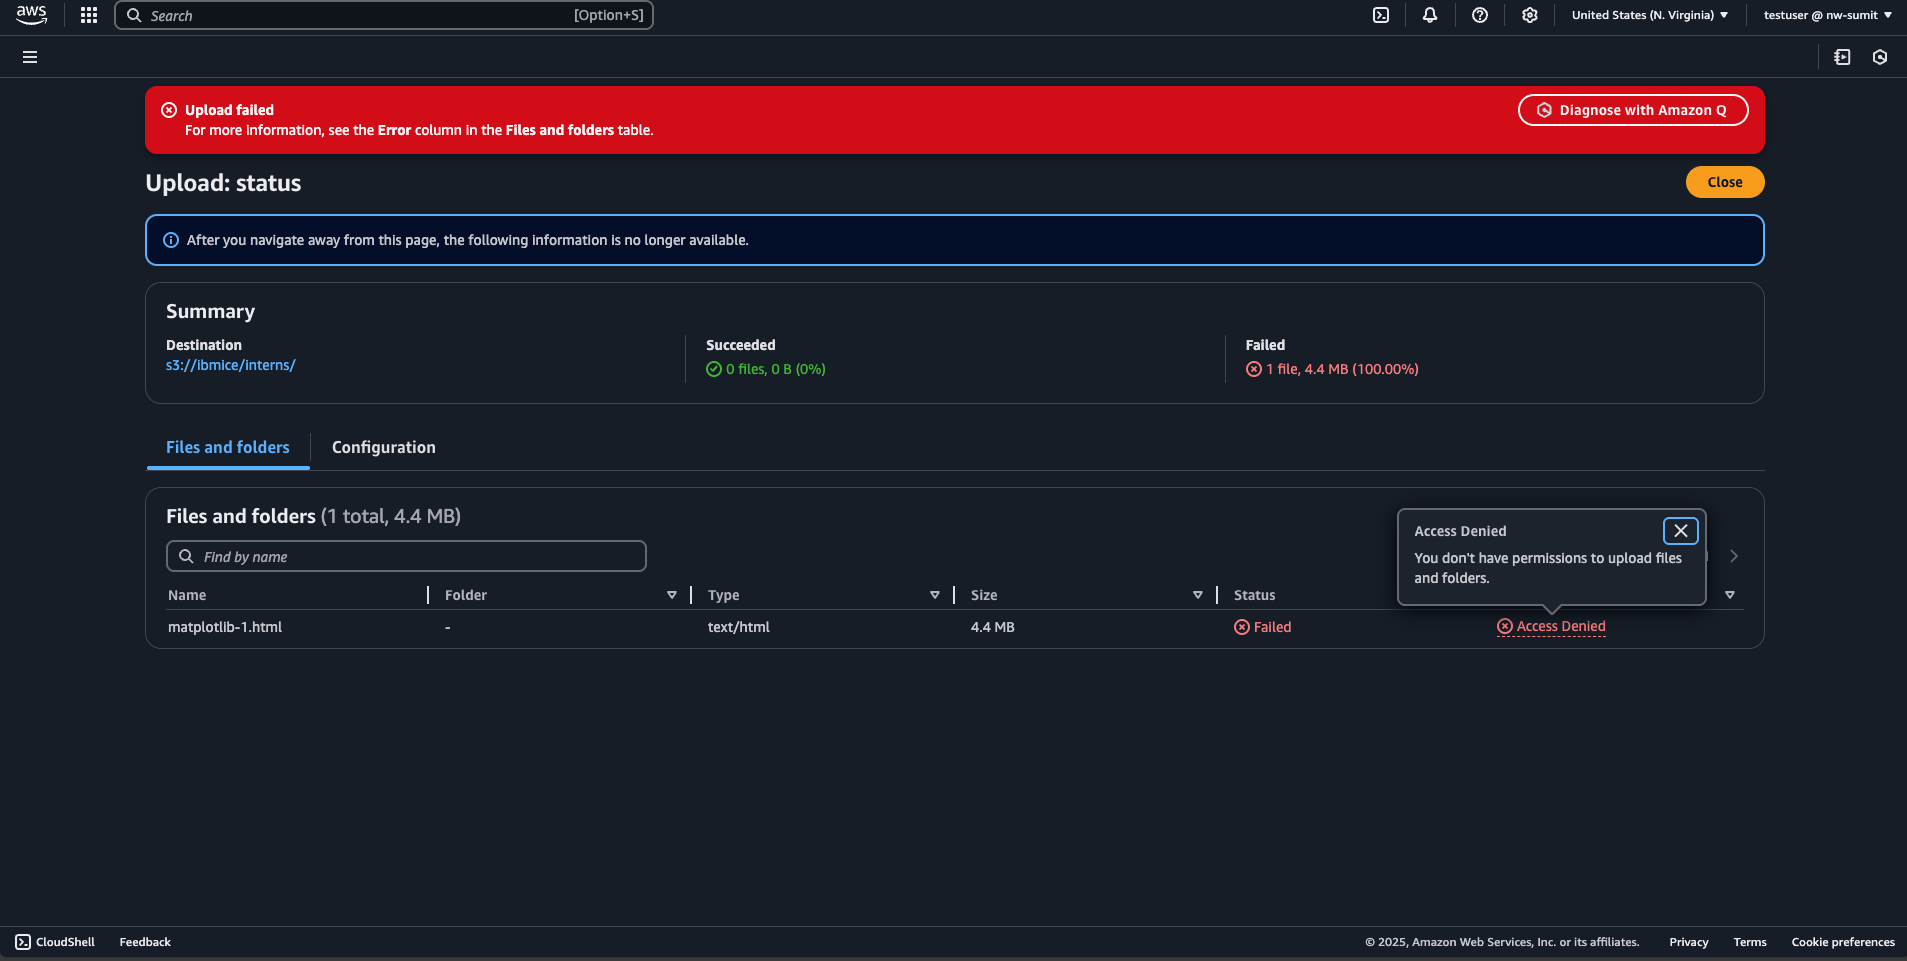 aws
Search
[Option+S]
United States (N. Virginia)
testuser @ nw-sumit
Upload failed
For more information, see the Error column in the Files and folders table.
Diagnose with Amazon Q
Upload: status
Close
After you navigate away from this page, the following information is no longer available.
Summary
Destination
s3://ibmice/interns/
Succeeded
0 files, 0 B (0%)
Failed
1 file, 4.4 MB (100.00%)
Files and folders
Configuration
Files and folders (1 total, 4.4 MB)
Find by name
Access Denied
You don't have permissions to upload files
and folders.
Name
Folder
Type
Size
Status
matplotlib-1.html
-
text/html
4.4 MB
Failed
Access Denied
CloudShell
Feedback
© 2025, Amazon Web Services, Inc. or its affiliates.
Privacy
Terms
Cookie preferences